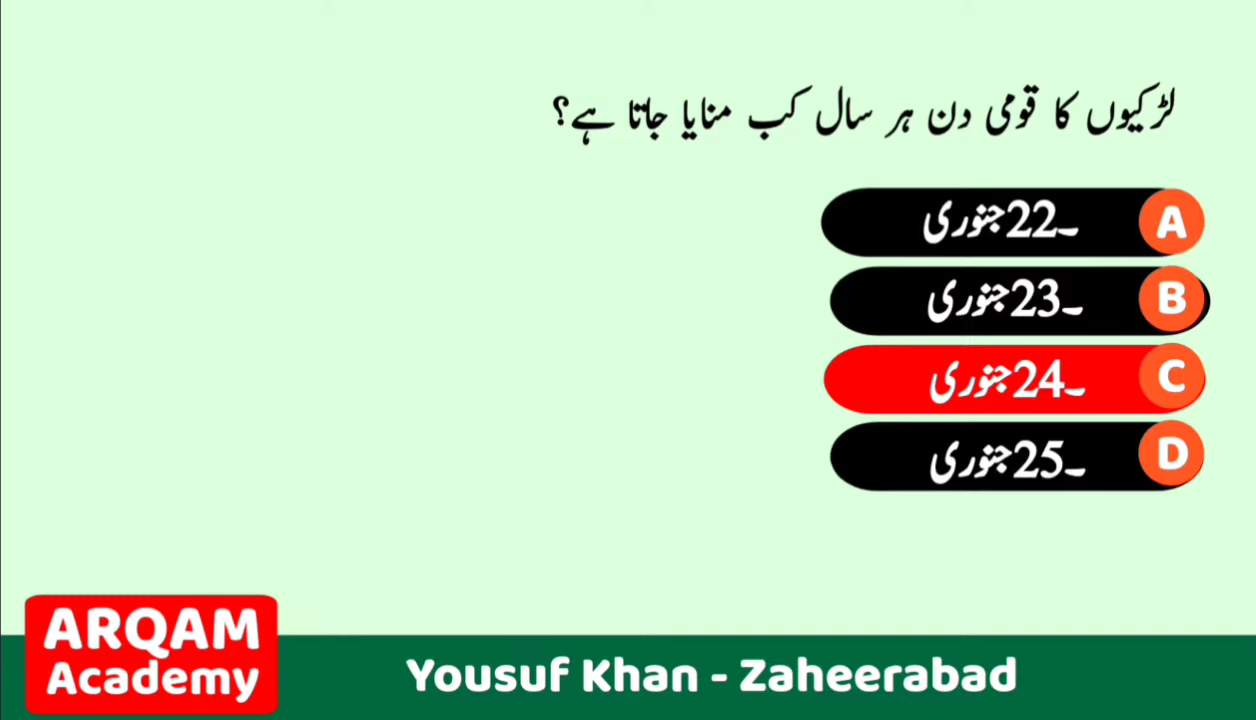 لڑکیوں کا قومی دن ہر سال کب منایا جاتا ہے؟
A ۔22جنوری
B ۔23جنوری
C ۔24جنوری
D ۔25جنوری
ARQAM
Academy
Yousuf Khan - Zaheerabad